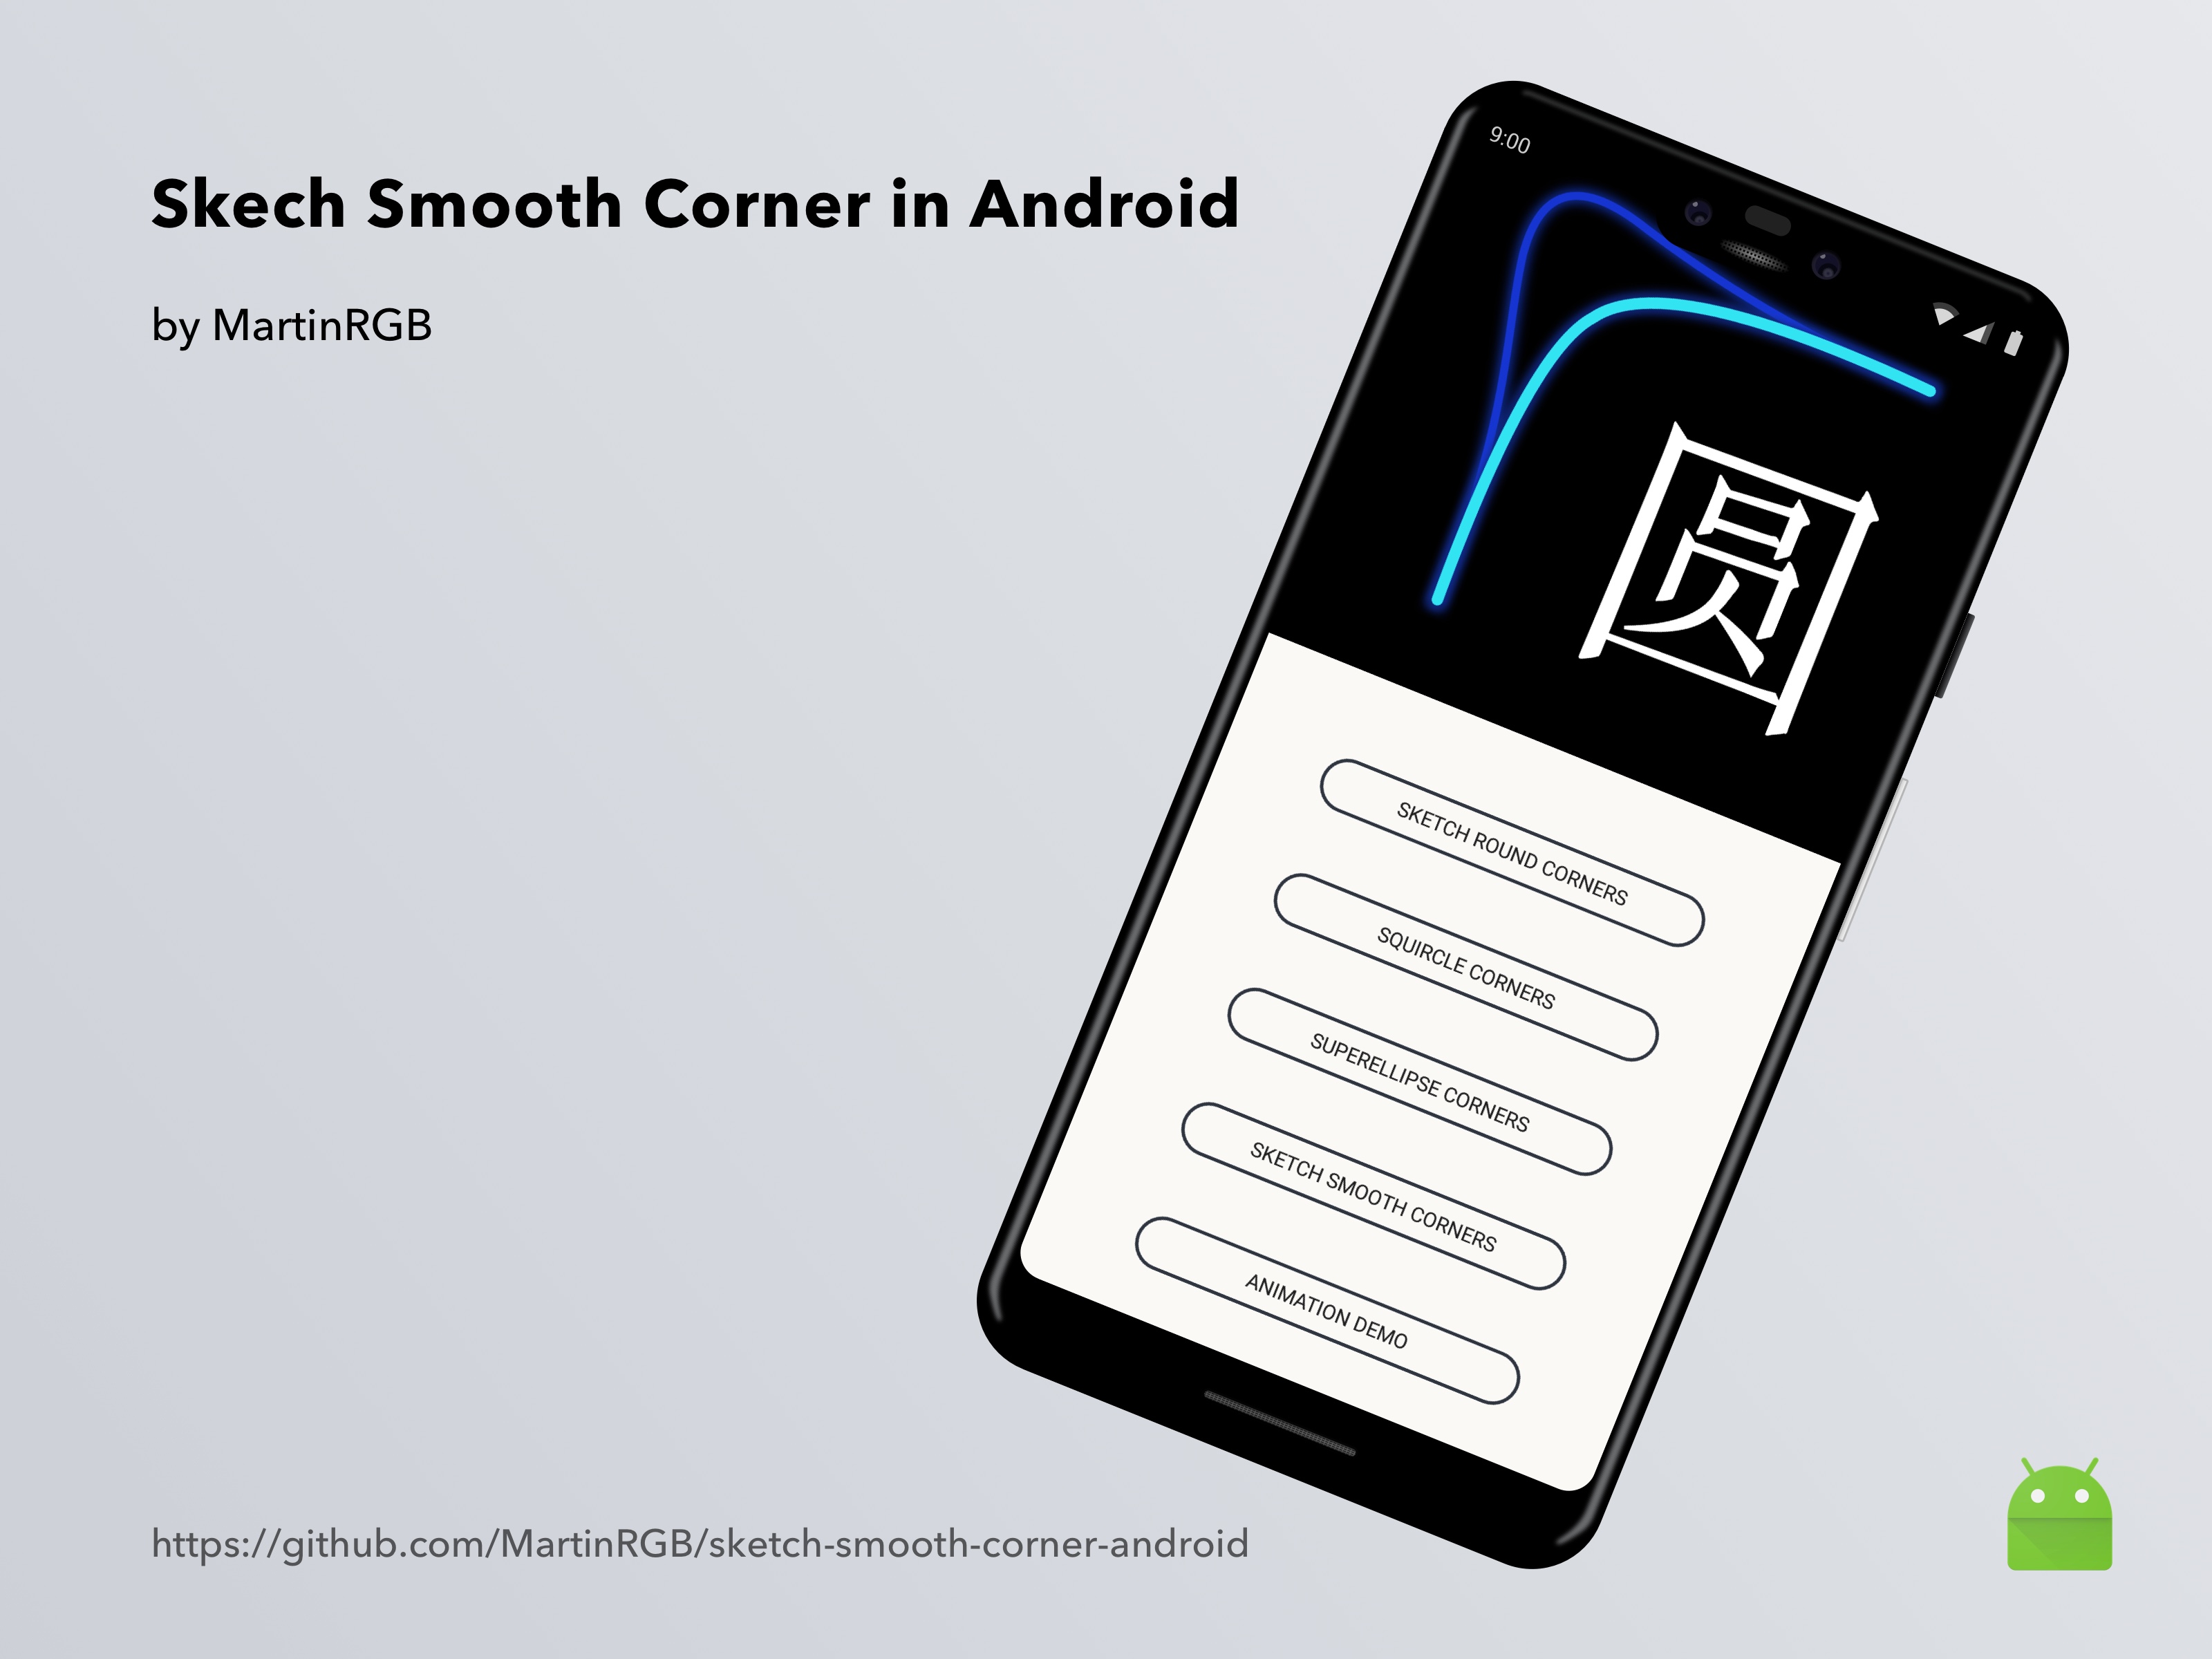 Skech Smooth Corner in Android
by MartinRGB
9:00
圆
SKETCH ROUND CORNERS
SQUIRCLE CORNERS
SUPERELLIPSE CORNERS
SKETCH SMOOTH CORNERS
ANIMATION DEMO
https://github.com/MartinRGB/sketch-smooth-corner-android